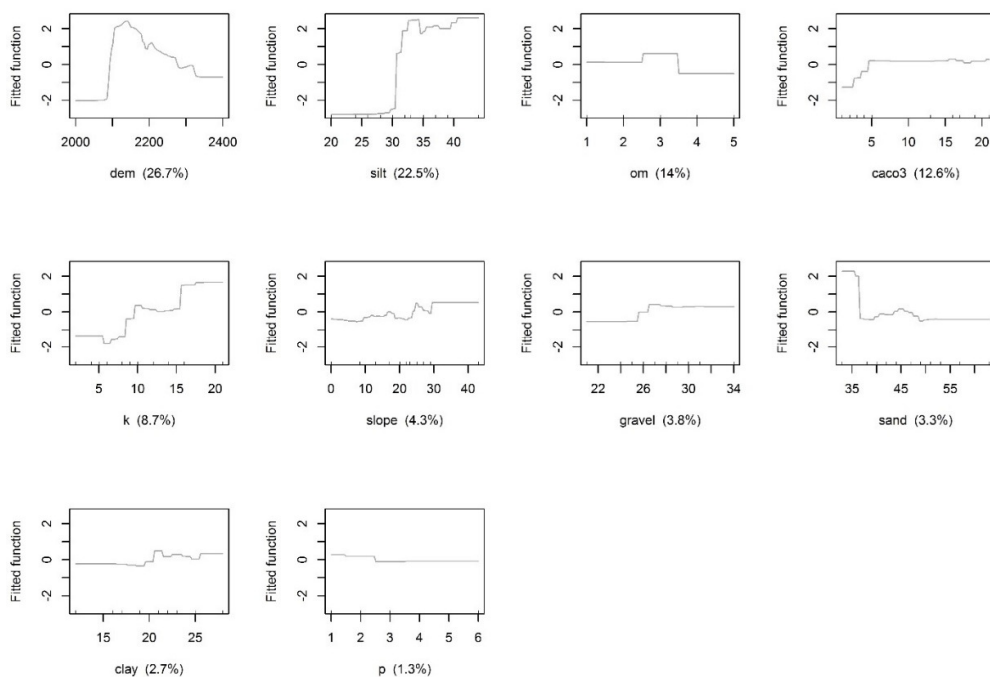 Fitted function
2
0
-2
2000 2200 2400
dem (26.7%)
Fitted function
2
0
-2
20 25 30 35 40
silt (22.5%)
Fitted function
2
0
-2
1 2 3 4 5
om (14%)
Fitted function
2
0
-2
5 10 15 20
caco3 (12.6%)
Fitted function
2
0
-2
5 10 15 20
k (8.7%)
Fitted function
2
0
-2
0 10 20 30 40
slope (4.3%)
Fitted function
2
0
-2
22 26 30 34
gravel (3.8%)
Fitted function
2
0
-2
35 45 55
sand (3.3%)
Fitted function
2
0
-2
15 20 25
clay (2.7%)
Fitted function
2
0
-2
1 2 3 4 5 6
p (1.3%)